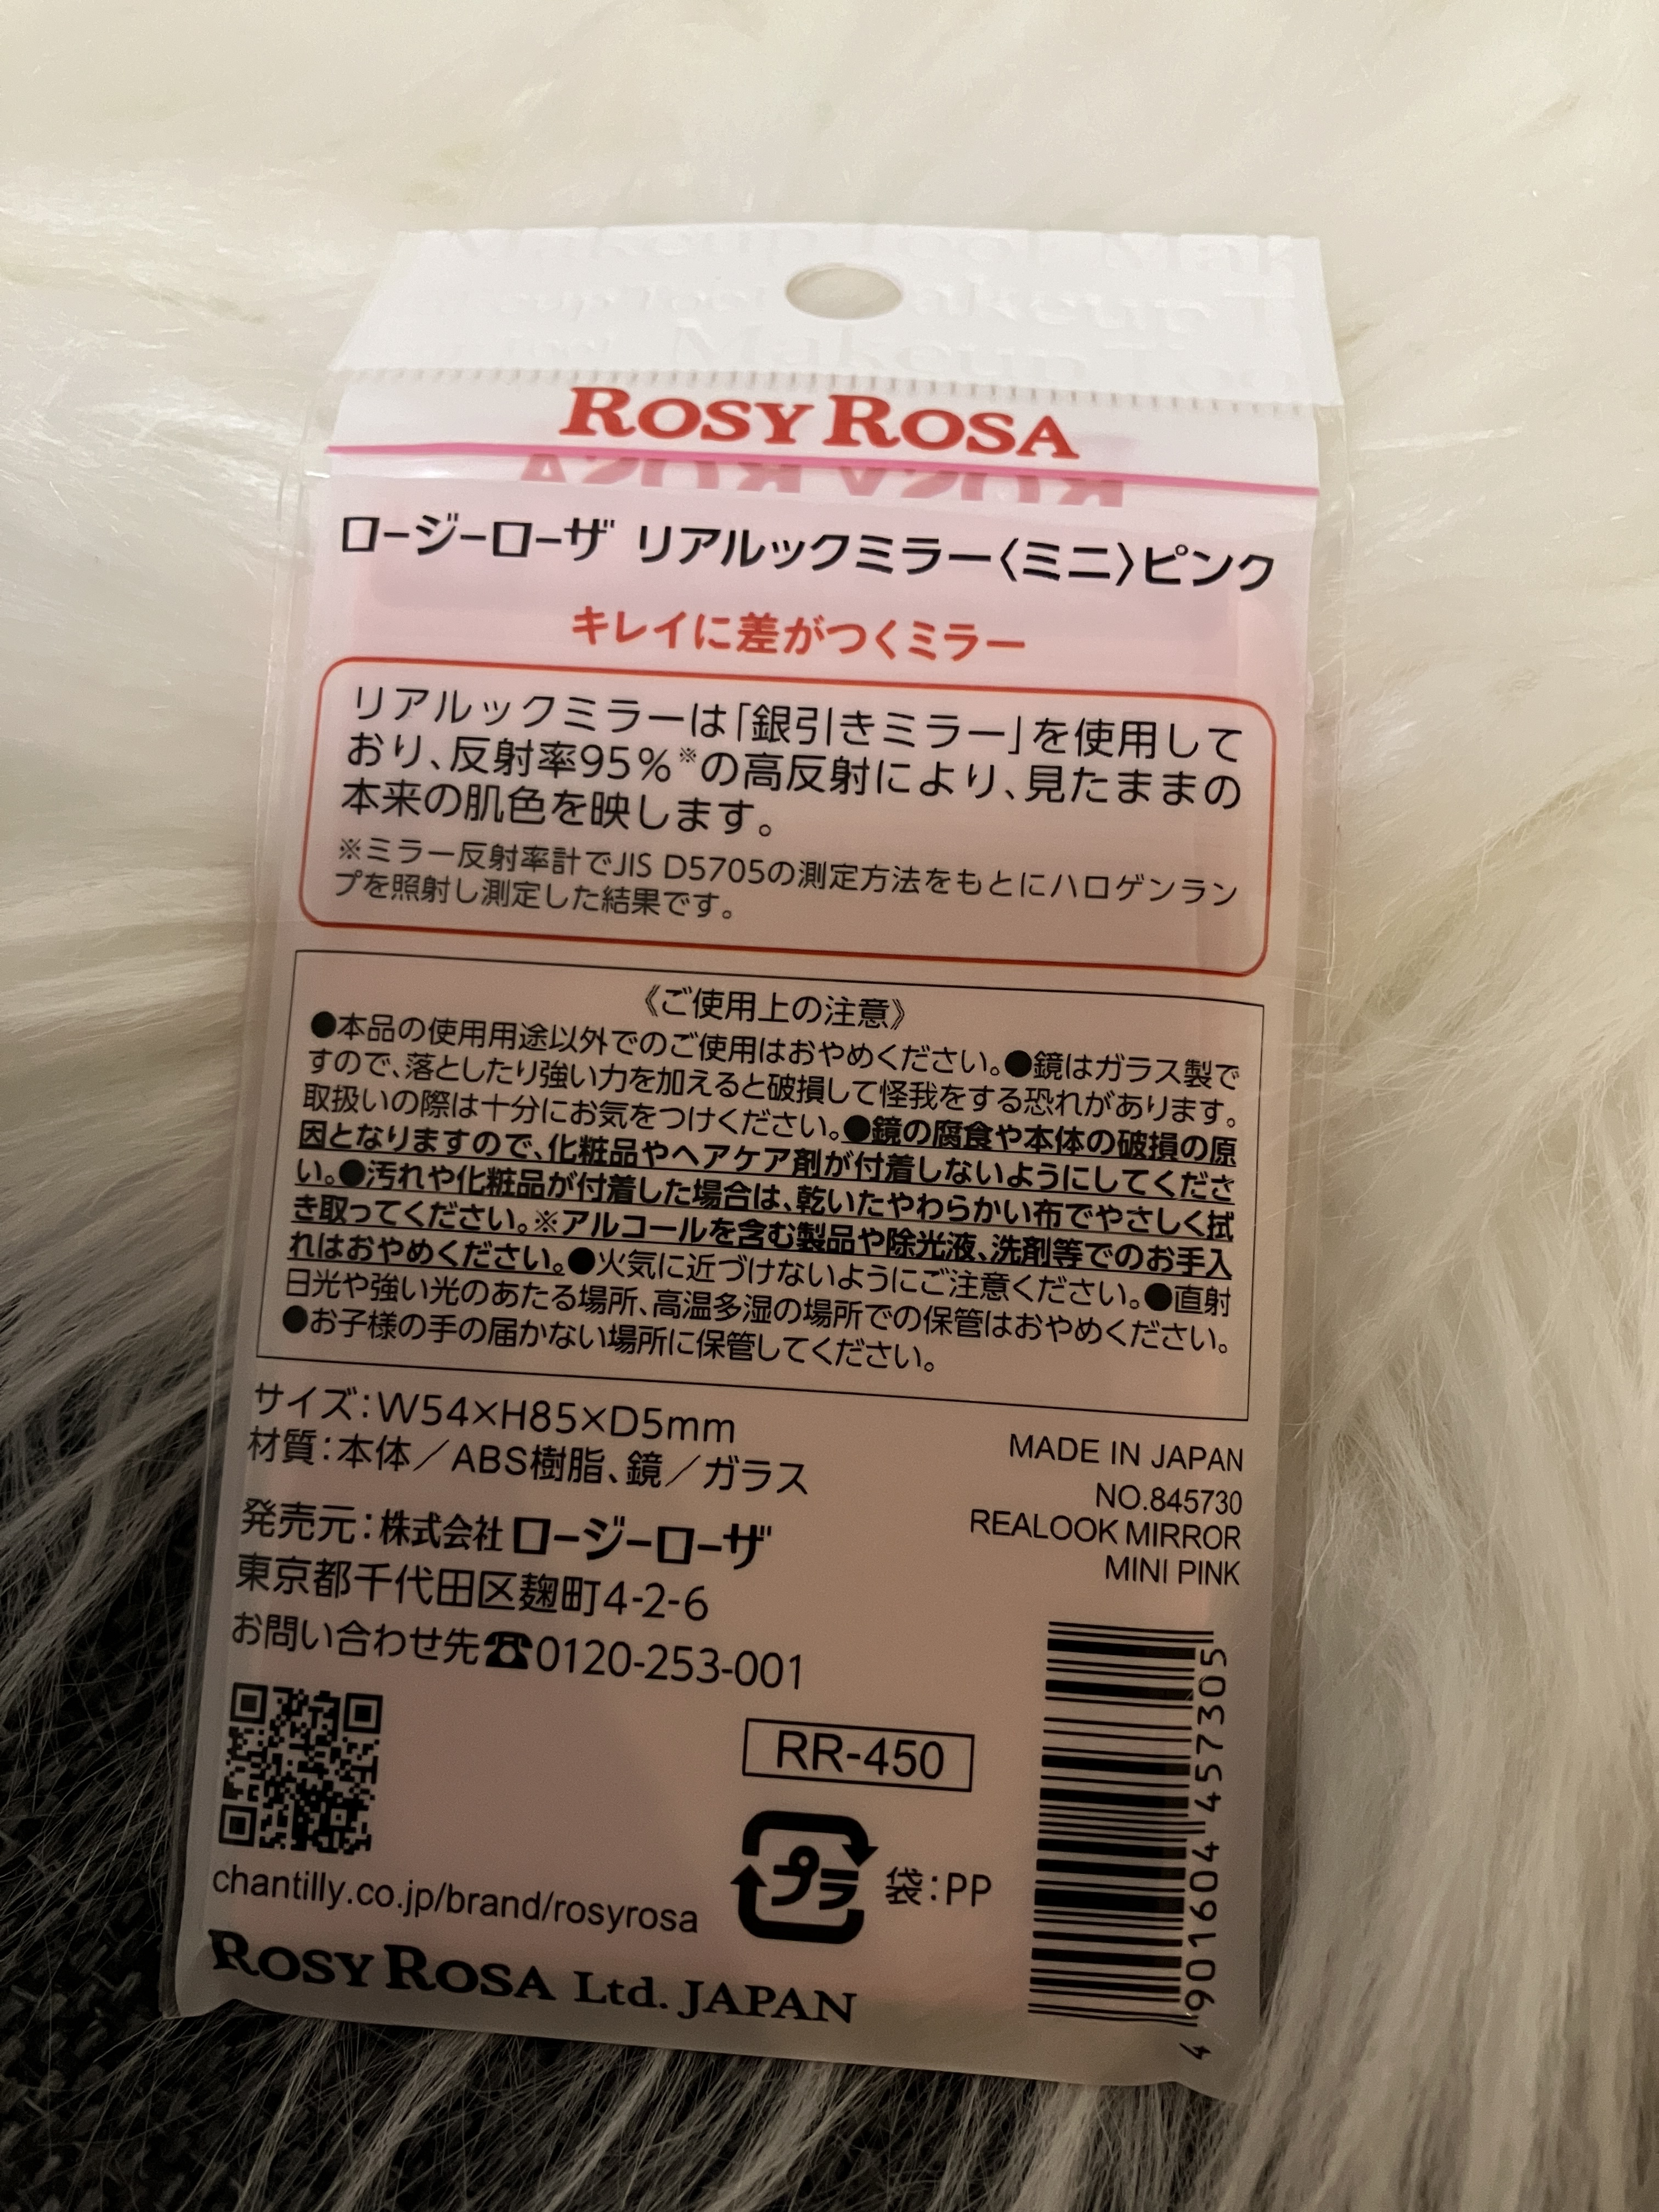 ROSY ROSA
ロージーローザ リアルックミラー〈ミニ〉ピンク
キレイに差がつくミラー
リアルックミラーは「銀引きミラー」を使用して
おり、反射率95%※の高反射により、見たままの
本来の肌色を映します。
※ミラー反射率計でJIS D5705の測定方法をもとにハロゲンラン
プを照射し測定した結果です。
《ご使用上の注意》
●本品の使用用途以外でのご使用はおやめください。●鏡はガラス製で
すので、落としたり強い力を加えると破損して怪我をする恐れがあります。
取扱いの際は十分にお気をつけください。●鏡の腐食や本体の破損の原
因となりますので、化粧品やヘアケア剤が付着しないようにしてくださ
い。●汚れや化粧品が付着した場合は、乾いたやわらかい布でやさしく拭
き取ってください。※アルコールを含む製品や除光液、洗剤等でのお手入
れはおやめください。●火気に近づけないようにご注意ください。●直射
日光や強い光のあたる場所、高温多湿の場所での保管はおやめください。
●お子様の手の届かない場所に保管してください。
サイズ:W54×H85×D5mm
材質:本体/ABS樹脂、鏡/ガラス
発売元:株式会社ロージーローザ
東京都千代田区麹町4-2-6
お問い合わせ先☎0120-253-001
MADE IN JAPAN
NO.845730
REALOOK MIRROR
MINI PINK
RR-450
プラ
袋:PP
chantilly.co.jp/brand/rosyrosa
ROSY ROSA Ltd. JAPAN
4 901604 457305